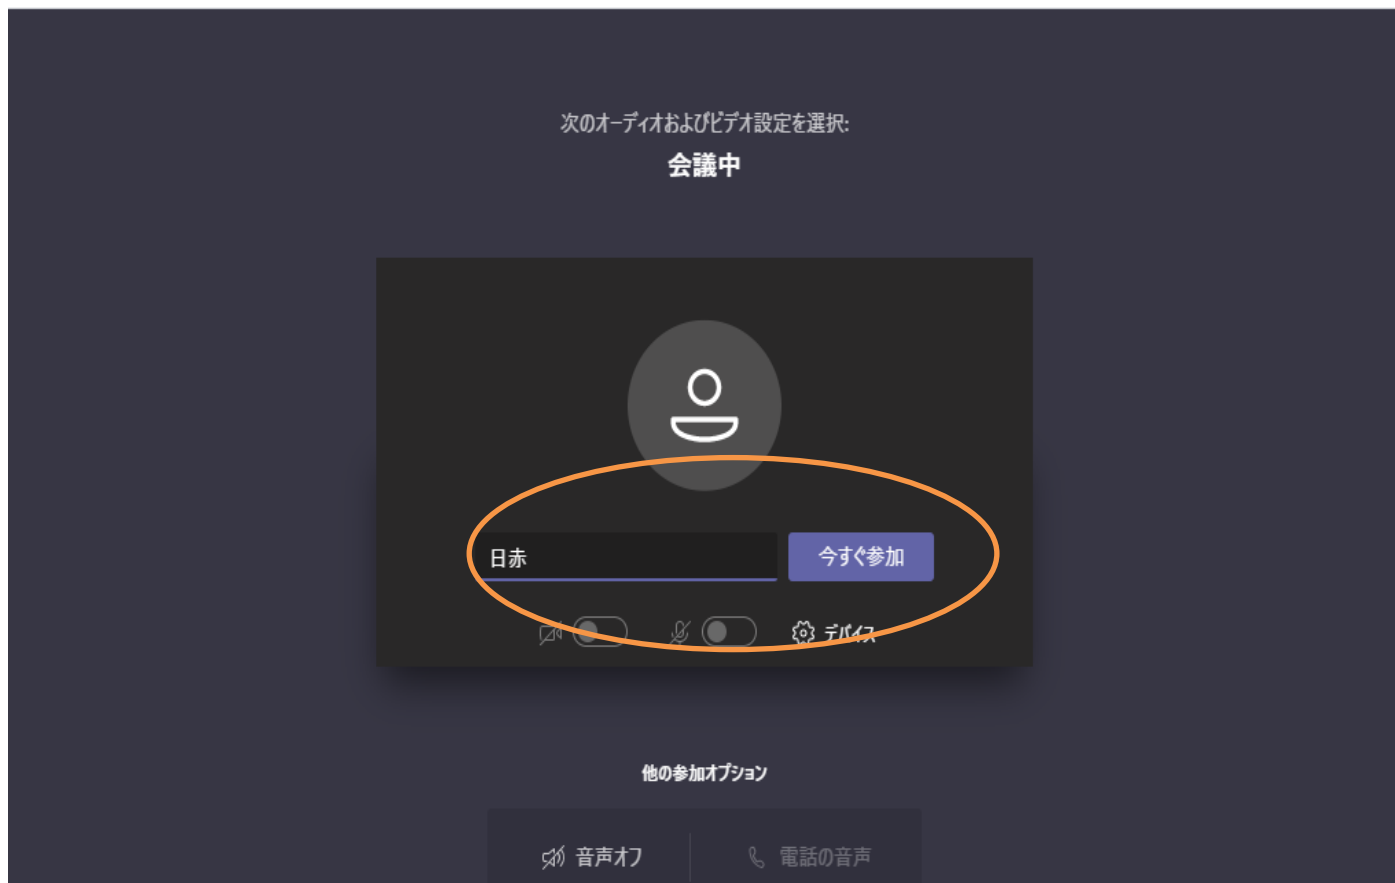 次のオーディオおよびビデオ設定を選択:
会議中
日赤
今すぐ参加
デバイス
他の参加オプション
音声オフ
電話の音声